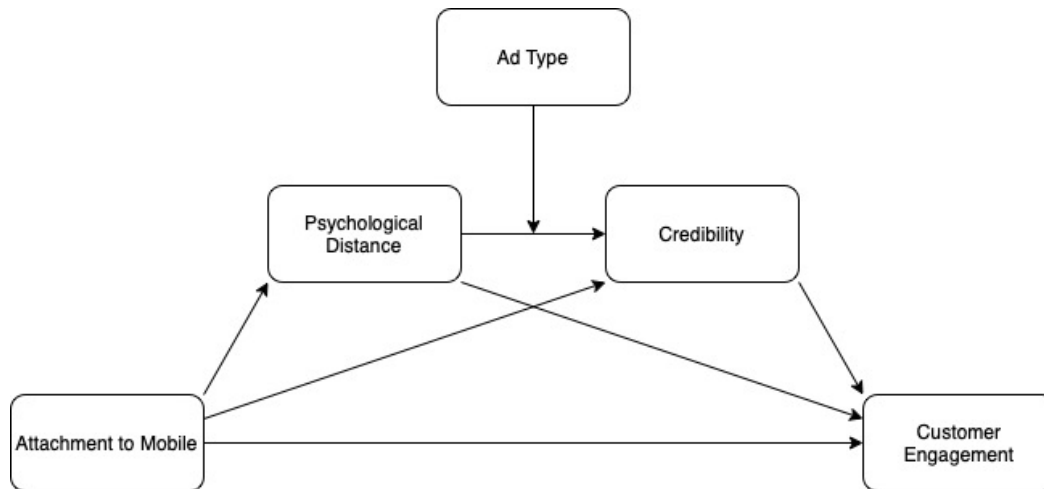 Ad Type
Psychological
Distance
Credibility
Attachment to Mobile
Customer
Engagement